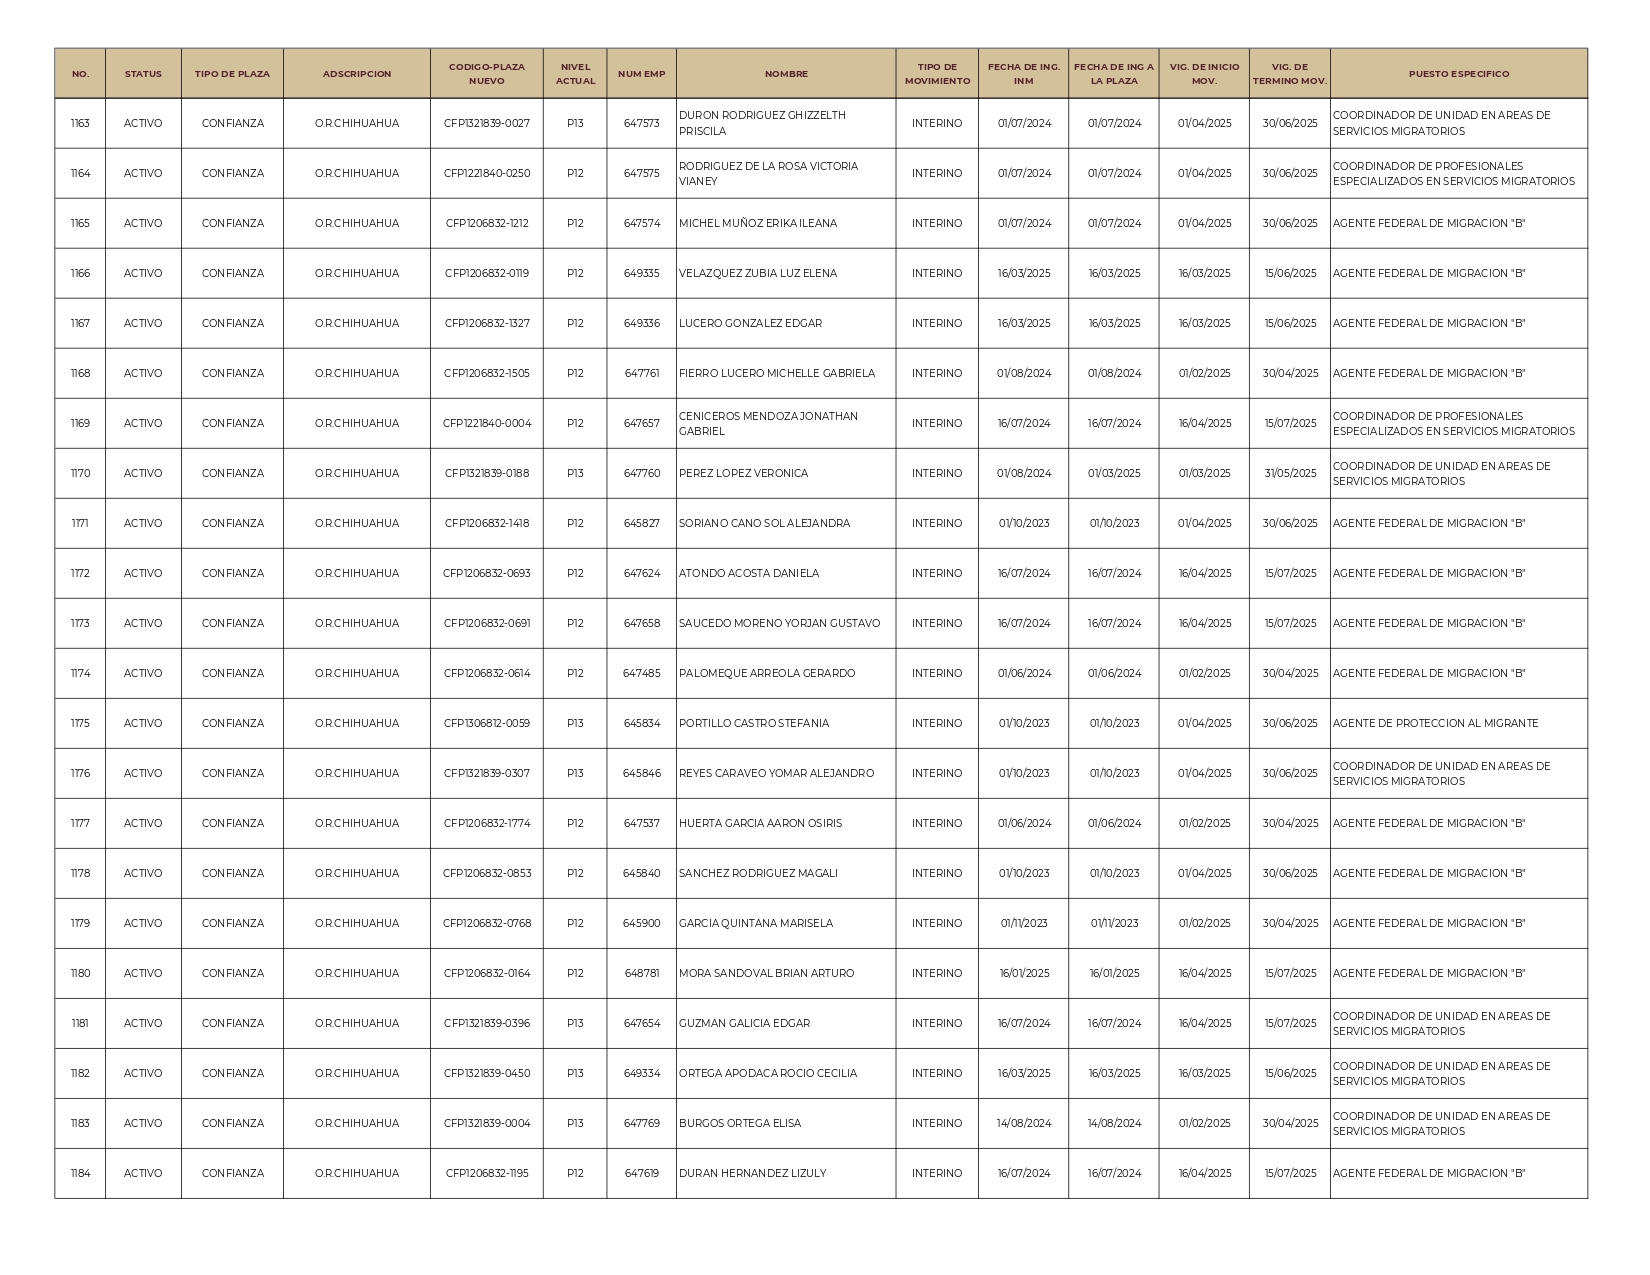 NO. STATUS TIPO DE PLAZA ADSCRIPCION CODIGO-PLAZA NUEVO NIVEL ACTUAL NUM EMP NOMBRE TIPO DE MOVIMIENTO FECHA DE ING. INM FECHA DE ING A LA PLAZA VIG. DE INICIO MOV. VIG. DE TERMINO MOV. PUESTO ESPECIFICO
1163 ACTIVO CONFIANZA O.R.CHIHUAHUA CFP1321839-0027 P13 647573 DURON RODRIGUEZ GHIZZELTH PRISCILA INTERINO 01/07/2024 01/07/2024 01/04/2025 30/06/2025 COORDINADOR DE UNIDAD EN AREAS DE SERVICIOS MIGRATORIOS
1164 ACTIVO CONFIANZA O.R.CHIHUAHUA CFP1221840-0250 P12 647575 RODRIGUEZ DE LA ROSA VICTORIA VIANEY INTERINO 01/07/2024 01/07/2024 01/04/2025 30/06/2025 COORDINADOR DE PROFESIONALES ESPECIALIZADOS EN SERVICIOS MIGRATORIOS
1165 ACTIVO CONFIANZA O.R.CHIHUAHUA CFP1206832-1212 P12 647574 MICHEL MUÑOZ ERIKA ILEANA INTERINO 01/07/2024 01/07/2024 01/04/2025 30/06/2025 AGENTE FEDERAL DE MIGRACION "B"
1166 ACTIVO CONFIANZA O.R.CHIHUAHUA CFP1206832-0119 P12 649335 VELAZQUEZ ZUBIA LUZ ELENA INTERINO 16/03/2025 16/03/2025 16/03/2025 15/06/2025 AGENTE FEDERAL DE MIGRACION "B"
1167 ACTIVO CONFIANZA O.R.CHIHUAHUA CFP1206832-1327 P12 649336 LUCERO GONZALEZ EDGAR INTERINO 16/03/2025 16/03/2025 16/03/2025 15/06/2025 AGENTE FEDERAL DE MIGRACION "B"
1168 ACTIVO CONFIANZA O.R.CHIHUAHUA CFP1206832-1505 P12 647761 FIERRO LUCERO MICHELLE GABRIELA INTERINO 01/08/2024 01/08/2024 01/02/2025 30/04/2025 AGENTE FEDERAL DE MIGRACION "B"
1169 ACTIVO CONFIANZA O.R.CHIHUAHUA CFP1221840-0004 P12 647657 CENICEROS MENDOZA JONATHAN GABRIEL INTERINO 16/07/2024 16/07/2024 16/04/2025 15/07/2025 COORDINADOR DE PROFESIONALES ESPECIALIZADOS EN SERVICIOS MIGRATORIOS
1170 ACTIVO CONFIANZA O.R.CHIHUAHUA CFP1321839-0188 P13 647760 PEREZ LOPEZ VERONICA INTERINO 01/08/2024 01/03/2025 01/03/2025 31/05/2025 COORDINADOR DE UNIDAD EN AREAS DE SERVICIOS MIGRATORIOS
1171 ACTIVO CONFIANZA O.R.CHIHUAHUA CFP1206832-1418 P12 645827 SORIANO CANO SOL ALEJANDRA INTERINO 01/10/2023 01/10/2023 01/04/2025 30/06/2025 AGENTE FEDERAL DE MIGRACION "B"
1172 ACTIVO CONFIANZA O.R.CHIHUAHUA CFP1206832-0693 P12 647624 ATONDO ACOSTA DANIELA INTERINO 16/07/2024 16/07/2024 16/04/2025 15/07/2025 AGENTE FEDERAL DE MIGRACION "B"
1173 ACTIVO CONFIANZA O.R.CHIHUAHUA CFP1206832-0691 P12 647658 SAUCEDO MORENO YORJAN GUSTAVO INTERINO 16/07/2024 16/07/2024 16/04/2025 15/07/2025 AGENTE FEDERAL DE MIGRACION "B"
1174 ACTIVO CONFIANZA O.R.CHIHUAHUA CFP1206832-0614 P12 647485 PALOMEQUE ARREOLA GERARDO INTERINO 01/06/2024 01/06/2024 01/02/2025 30/04/2025 AGENTE FEDERAL DE MIGRACION "B"
1175 ACTIVO CONFIANZA O.R.CHIHUAHUA CFP1306812-0059 P13 645834 PORTILLO CASTRO STEFANIA INTERINO 01/10/2023 01/10/2023 01/04/2025 30/06/2025 AGENTE DE PROTECCION AL MIGRANTE
1176 ACTIVO CONFIANZA O.R.CHIHUAHUA CFP1321839-0307 P13 645846 REYES CARAVEO YOMAR ALEJANDRO INTERINO 01/10/2023 01/10/2023 01/04/2025 30/06/2025 COORDINADOR DE UNIDAD EN AREAS DE SERVICIOS MIGRATORIOS
1177 ACTIVO CONFIANZA O.R.CHIHUAHUA CFP1206832-1774 P12 647537 HUERTA GARCIA AARON OSIRIS INTERINO 01/06/2024 01/06/2024 01/02/2025 30/04/2025 AGENTE FEDERAL DE MIGRACION "B"
1178 ACTIVO CONFIANZA O.R.CHIHUAHUA CFP1206832-0853 P12 645840 SANCHEZ RODRIGUEZ MAGALI INTERINO 01/10/2023 01/10/2023 01/04/2025 30/06/2025 AGENTE FEDERAL DE MIGRACION "B"
1179 ACTIVO CONFIANZA O.R.CHIHUAHUA CFP1206832-0768 P12 645900 GARCIA QUINTANA MARISELA INTERINO 01/11/2023 01/11/2023 01/02/2025 30/04/2025 AGENTE FEDERAL DE MIGRACION "B"
1180 ACTIVO CONFIANZA O.R.CHIHUAHUA CFP1206832-0164 P12 648781 MORA SANDOVAL BRIAN ARTURO INTERINO 16/01/2025 16/01/2025 16/04/2025 15/07/2025 AGENTE FEDERAL DE MIGRACION "B"
1181 ACTIVO CONFIANZA O.R.CHIHUAHUA CFP1321839-0396 P13 647654 GUZMAN GALICIA EDGAR INTERINO 16/07/2024 16/07/2024 16/04/2025 15/07/2025 COORDINADOR DE UNIDAD EN AREAS DE SERVICIOS MIGRATORIOS
1182 ACTIVO CONFIANZA O.R.CHIHUAHUA CFP1321839-0450 P13 649334 ORTEGA APODACA ROCIO CECILIA INTERINO 16/03/2025 16/03/2025 16/03/2025 15/06/2025 COORDINADOR DE UNIDAD EN AREAS DE SERVICIOS MIGRATORIOS
1183 ACTIVO CONFIANZA O.R.CHIHUAHUA CFP1321839-0004 P13 647769 BURGOS ORTEGA ELISA INTERINO 14/08/2024 14/08/2024 01/02/2025 30/04/2025 COORDINADOR DE UNIDAD EN AREAS DE SERVICIOS MIGRATORIOS
1184 ACTIVO CONFIANZA O.R.CHIHUAHUA CFP1206832-1195 P12 647619 DURAN HERNANDEZ LIZULY INTERINO 16/07/2024 16/07/2024 16/04/2025 15/07/2025 AGENTE FEDERAL DE MIGRACION "B"